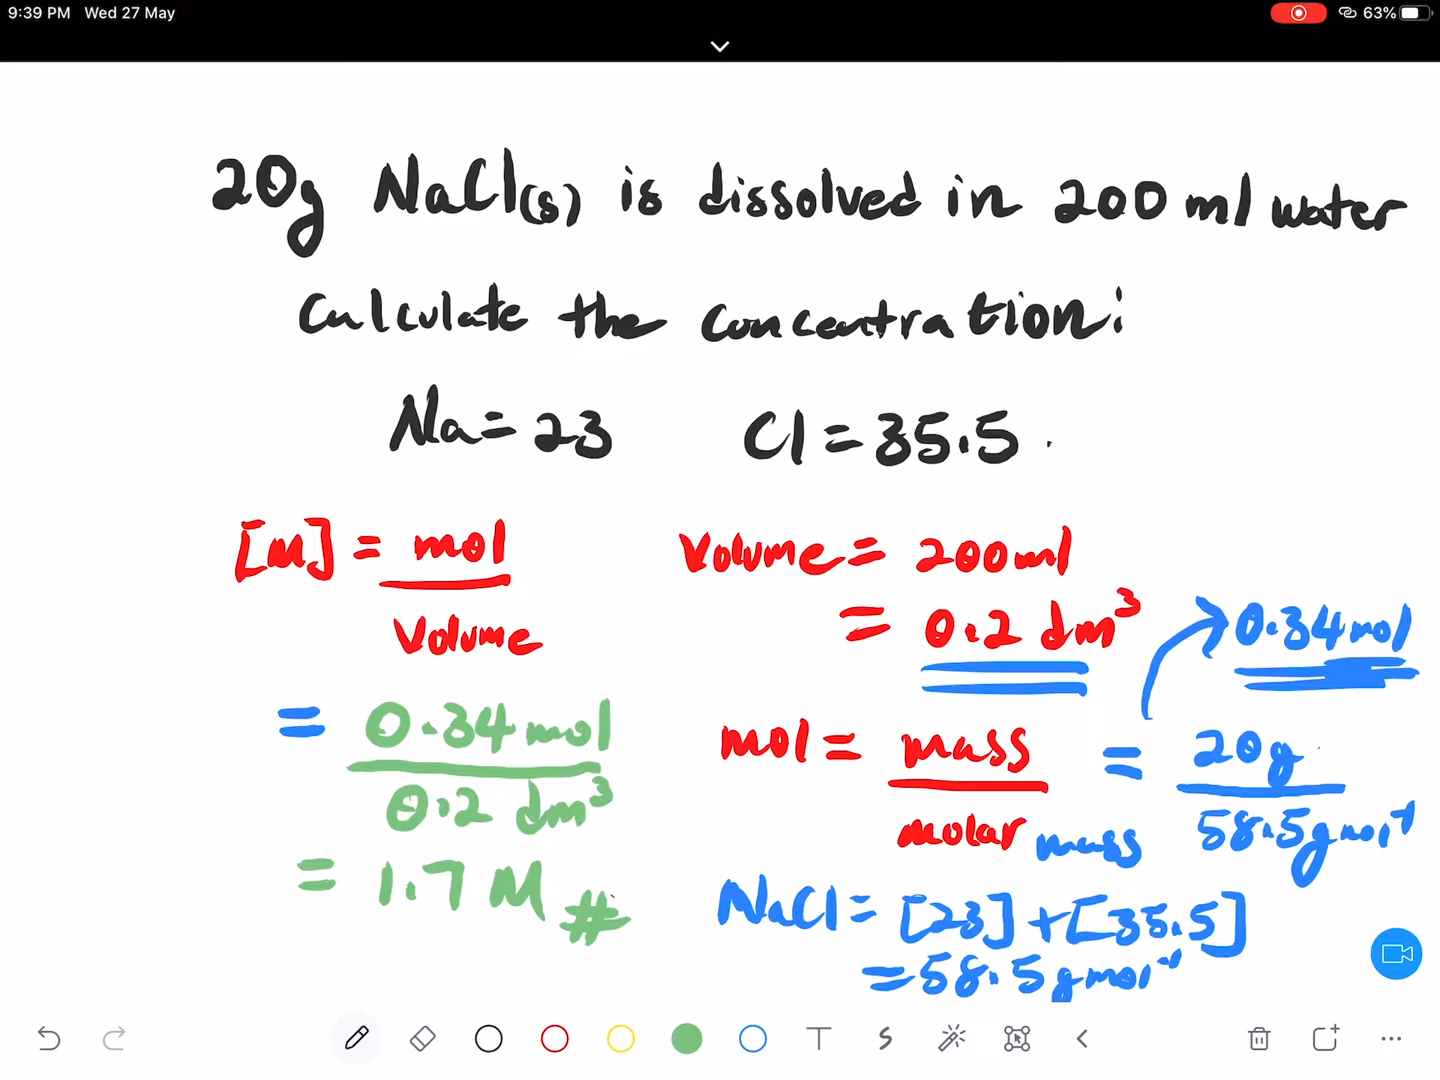 9:39 PM Wed 27 May 63%
20g NaCl(s) is dissolved in 200 ml water
Calculate the concentration:
Na = 23 Cl = 35.5
[M] = mol / Volume
= 0.34 mol / 0.2 dm³
= 1.7 M #
Volume = 200 ml
= 0.2 dm³
mol = mass / molar mass = 20g / 58.5 g mol⁻¹
0.34 mol
NaCl = [23] + [35.5]
= 58.5 g mol⁻¹
T